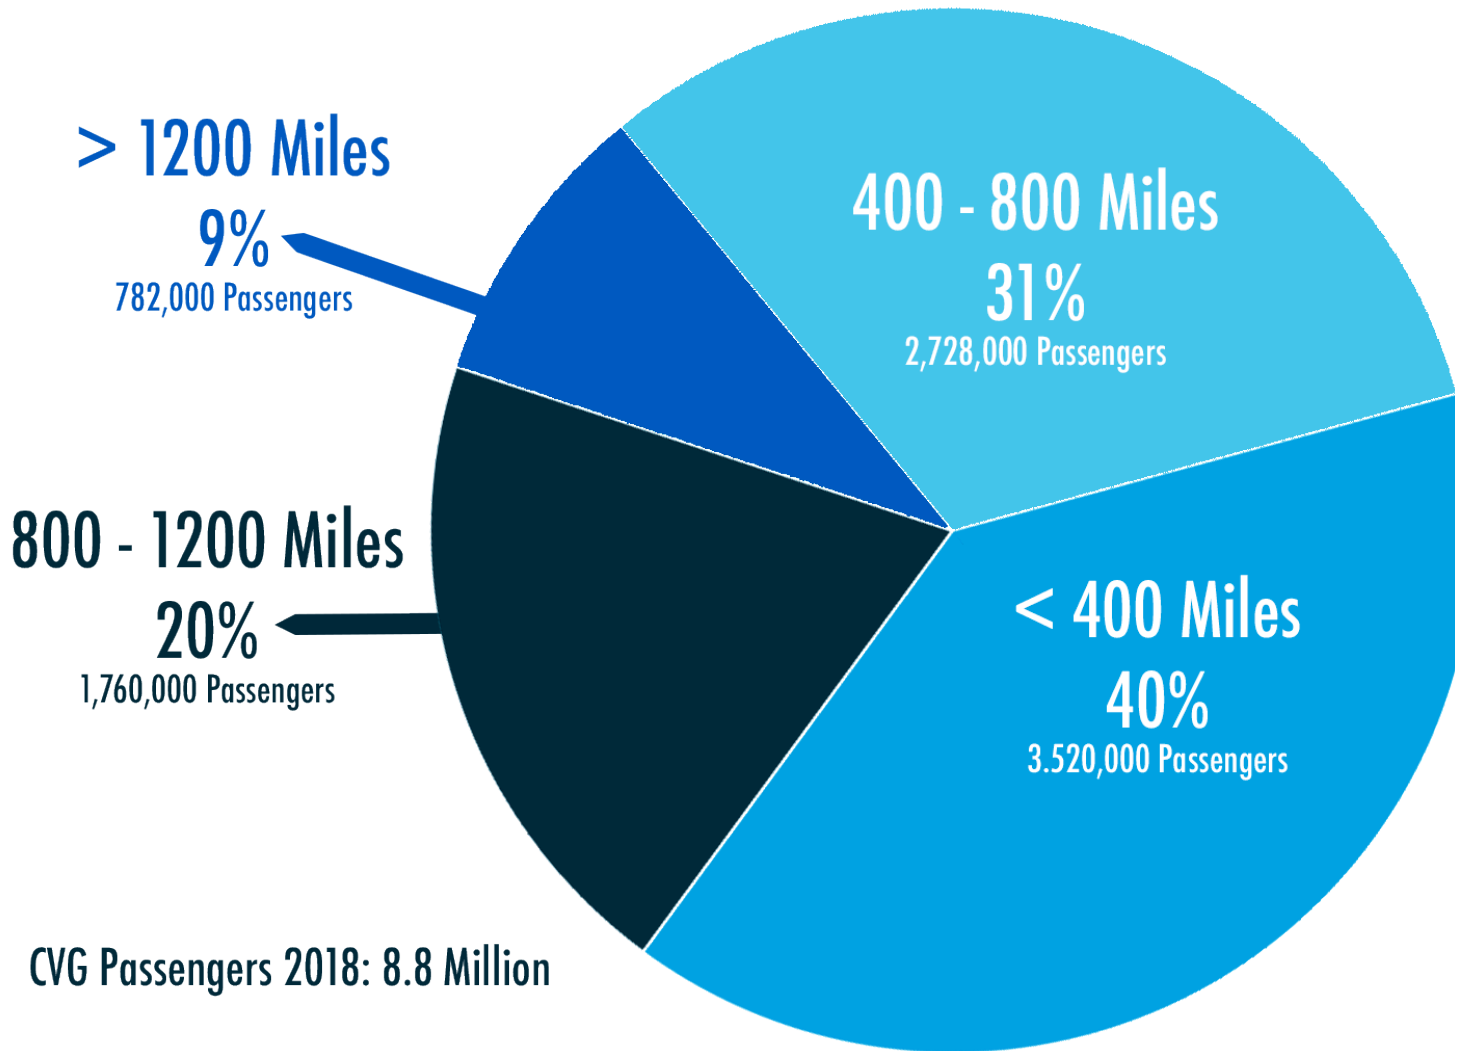 > 1200 Miles
9%
782,000 Passengers
400 - 800 Miles
31%
2,728,000 Passengers
800 - 1200 Miles
20%
1,760,000 Passengers
< 400 Miles
40%
3.520,000 Passengers
CVG Passengers 2018: 8.8 Million